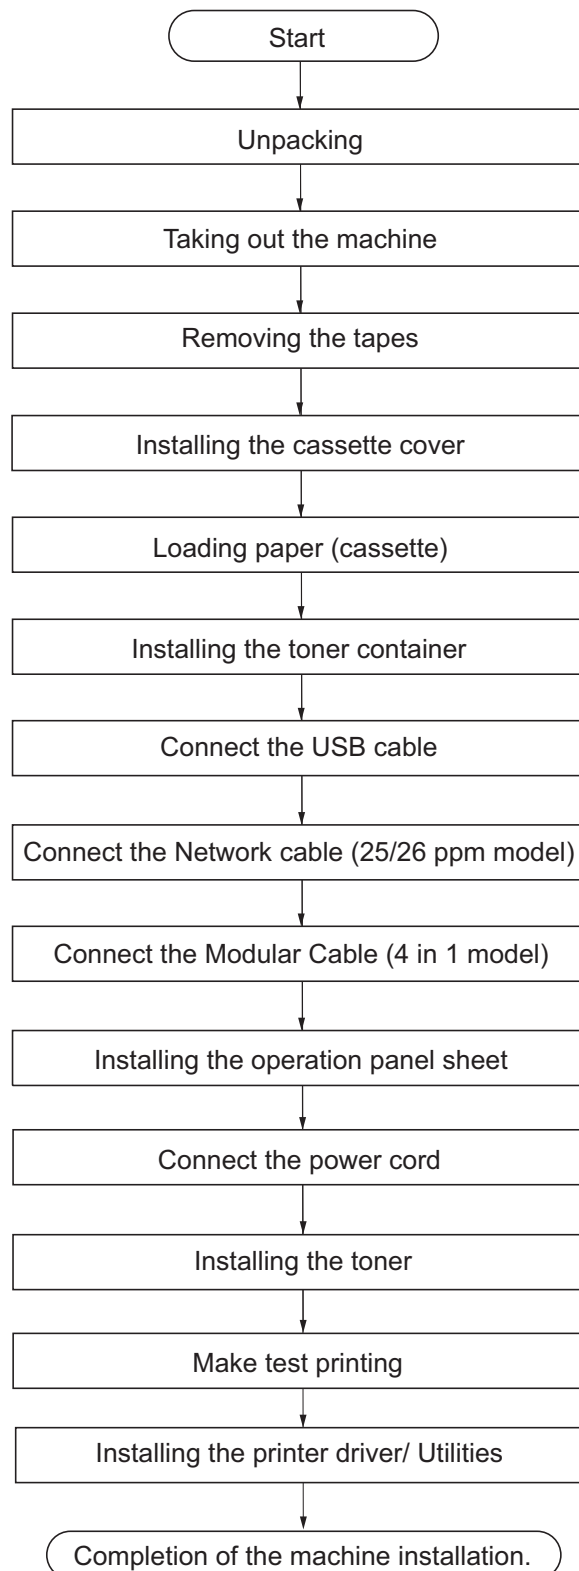 Start
Unpacking
Taking out the machine
Removing the tapes
Installing the cassette cover
Loading paper (cassette)
Installing the toner container
Connect the USB cable
Connect the Network cable (25/26 ppm model)
Connect the Modular Cable (4 in 1 model)
Installing the operation panel sheet
Connect the power cord
Installing the toner
Make test printing
Installing the printer driver/ Utilities
Completion of the machine installation.